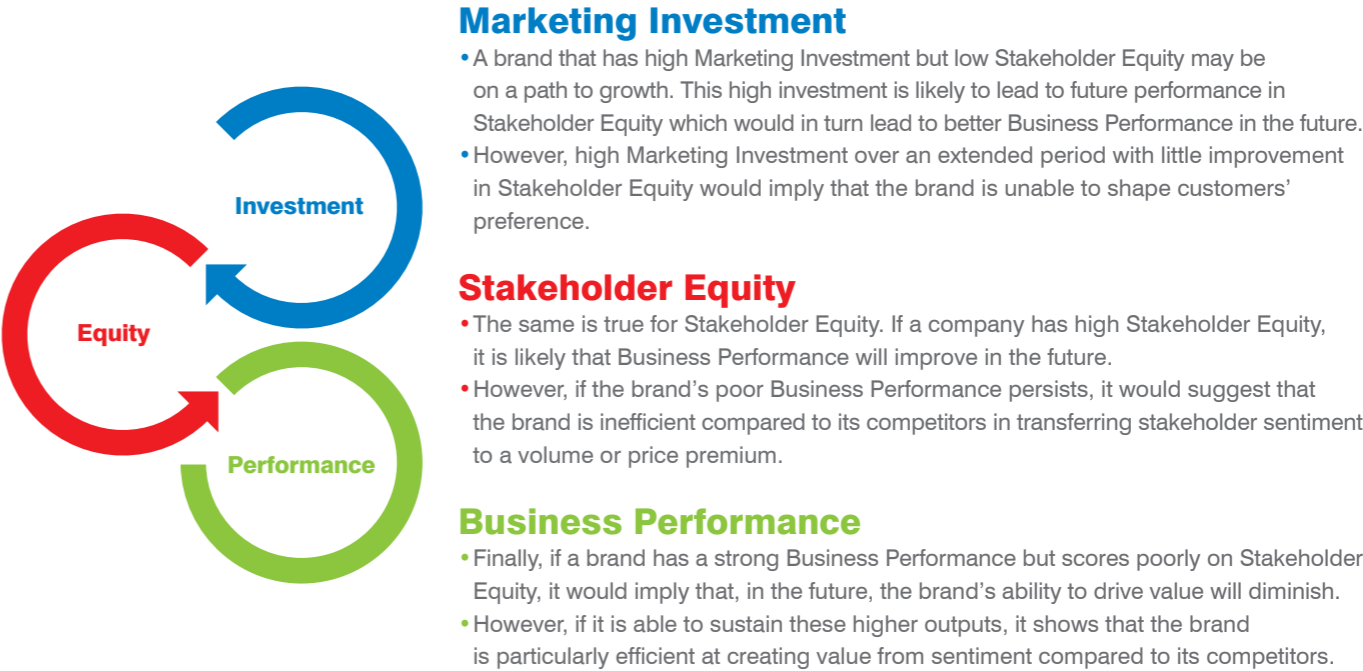 Marketing Investment
•A brand that has high Marketing Investment but low Stakeholder Equity may be
on a path to growth. This high investment is likely to lead to future performance in
Stakeholder Equity which would in turn lead to better Business Performance in the future.
•However, high Marketing Investment over an extended period with little improvement
in Stakeholder Equity would imply that the brand is unable to shape customers’
preference.
Investment
Stakeholder Equity
•The same is true for Stakeholder Equity. If a company has high Stakeholder Equity,
it is likely that Business Performance will improve in the future.
•However, if the brand’s poor Business Performance persists, it would suggest that
the brand is inefficient compared to its competitors in transferring stakeholder sentiment
to a volume or price premium.
Equity
Performance
Business Performance
•Finally, if a brand has a strong Business Performance but scores poorly on Stakeholder
Equity, it would imply that, in the future, the brand’s ability to drive value will diminish.
•However, if it is able to sustain these higher outputs, it shows that the brand
is particularly efficient at creating value from sentiment compared to its competitors.